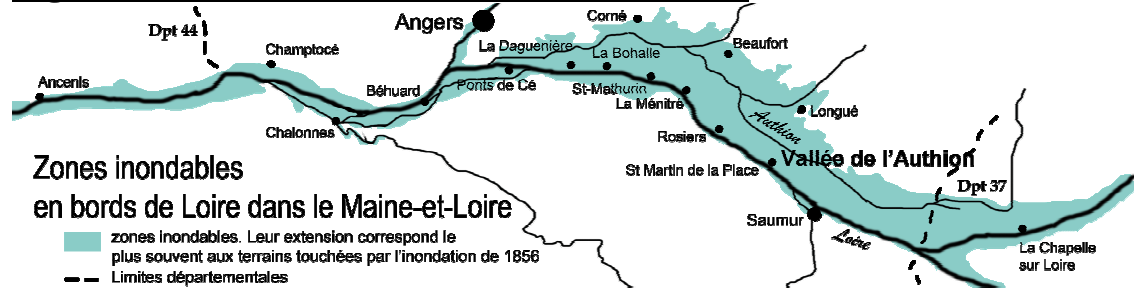 Corné
Angers
Dpt 44
Beaufort
Champtocé
La Daguenière
La Bohalle
Ancenis
Béhuard
Ponts de Cé
St-Mathurin
La Ménitré
Longué
Authion
Chalonnes
Rosiers
Vallée de l'Authion
St Martin de la Place
Dpt 37
Saumur
Loire
La Chapelle
sur Loire
Zones inondables
en bords de Loire dans le Maine-et-Loire
zones inondables. Leur extension correspond le
plus souvent aux terrains touchées par l'inondation de 1856
Limites départementales